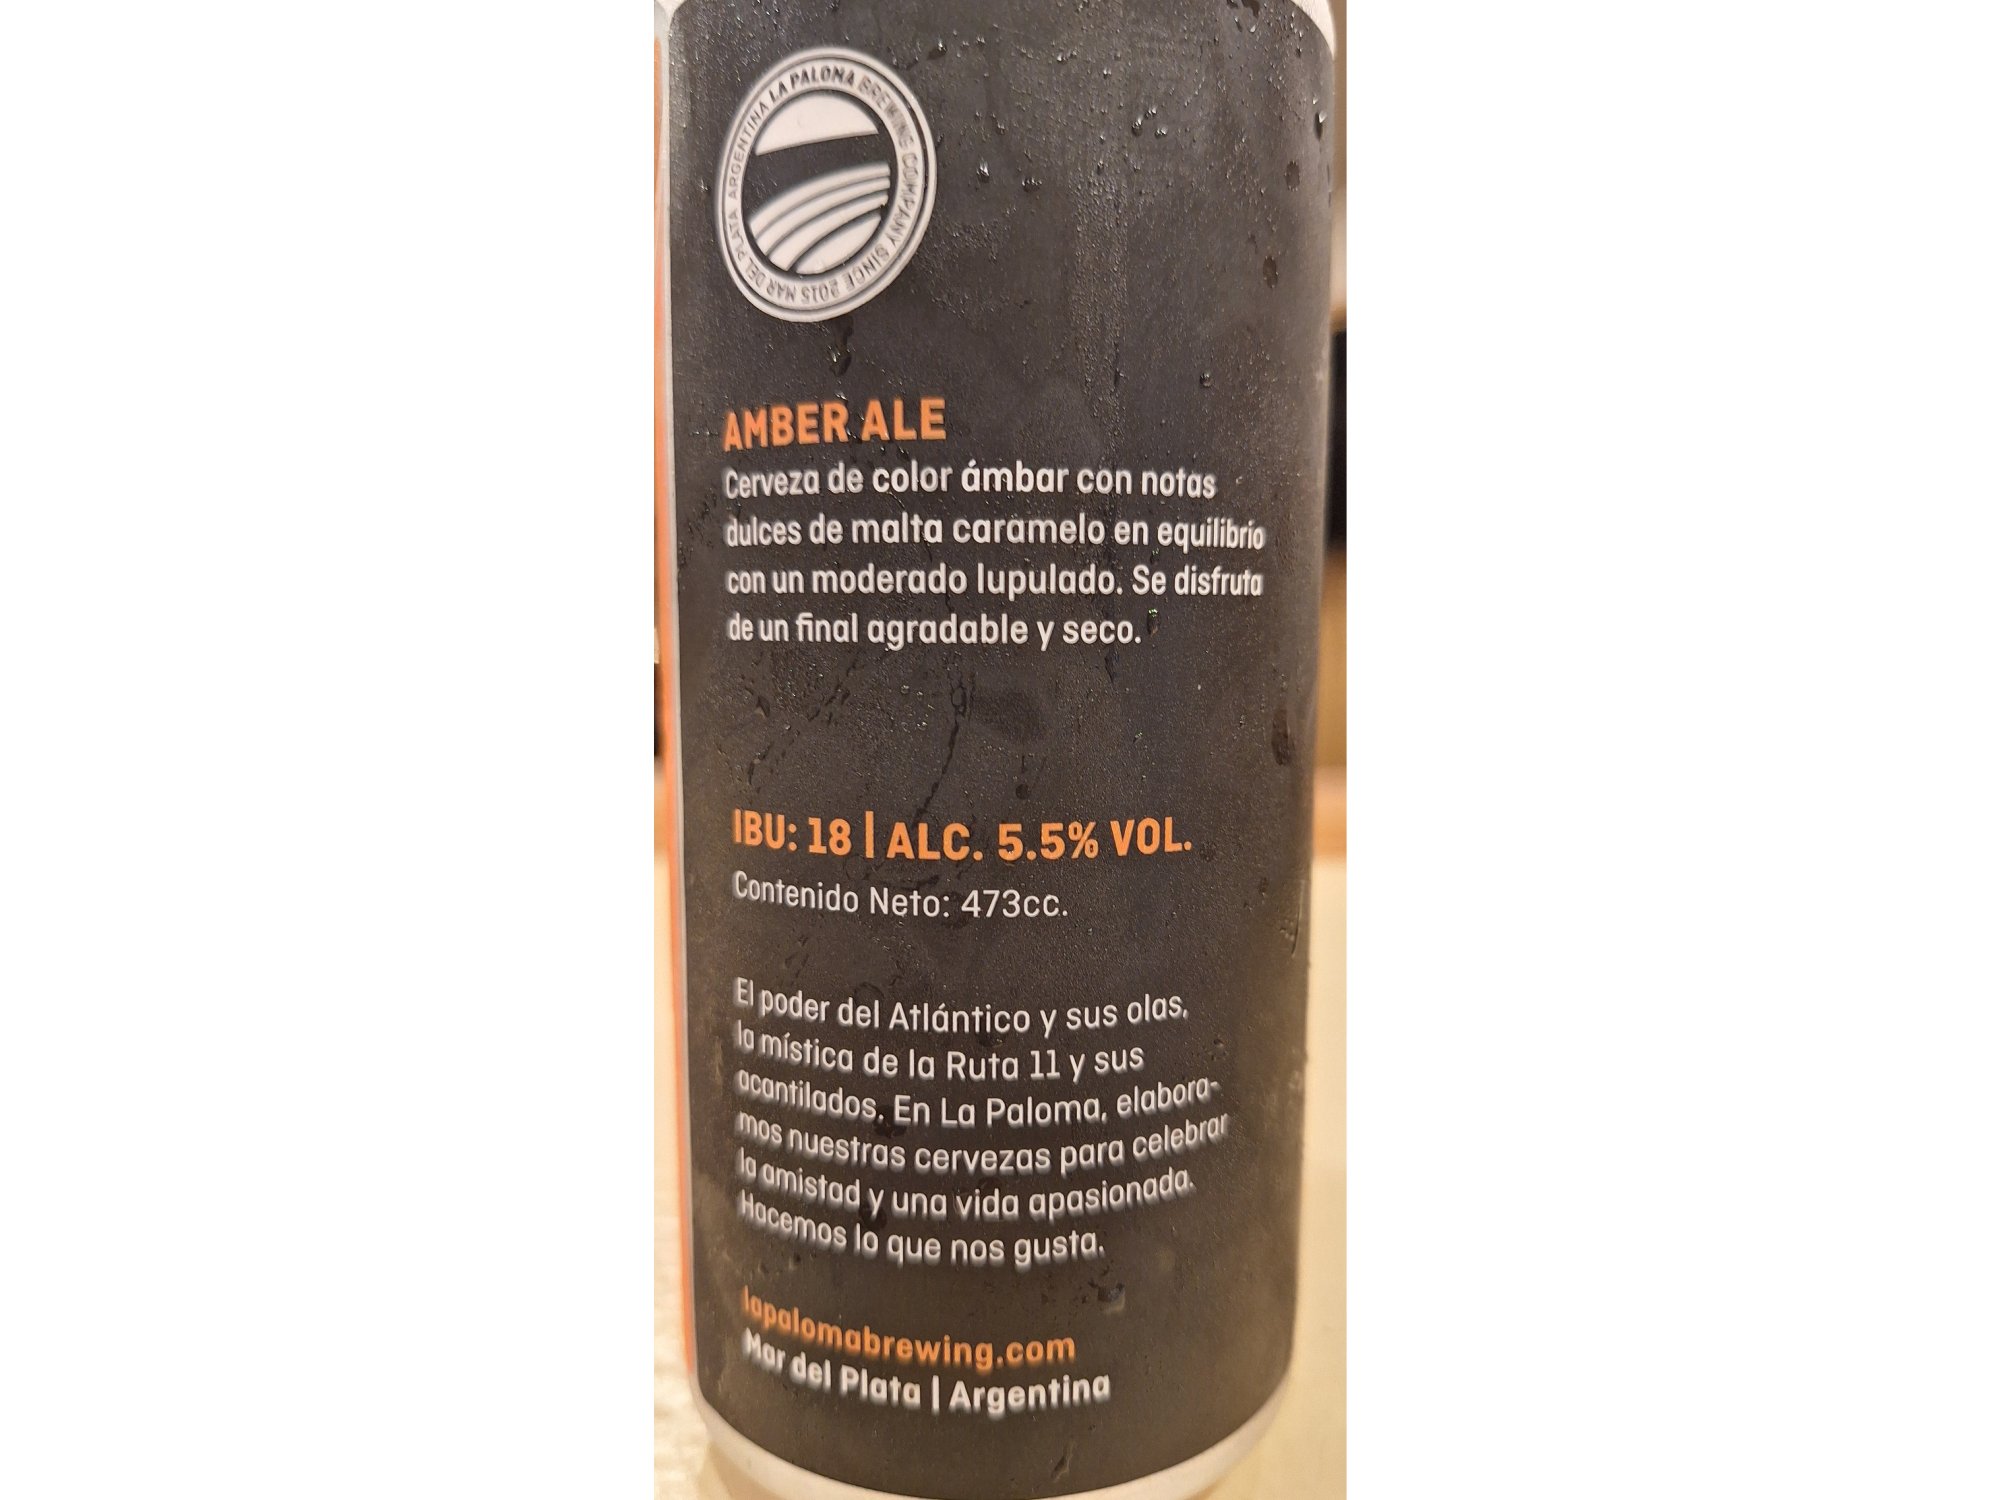 LA PALOMA BREWING COMPANY SINCE 2015 MAR DEL PLATA ARGENTINA
AMBER ALE
Cerveza de color ámbar con notas
dulces de malta caramelo en equilibrio
con un moderado lupulado. Se disfruta
de un final agradable y seco.
IBU: 18 | ALC. 5.5% VOL.
Contenido Neto: 473cc.
El poder del Atlántico y sus olas,
la mística de la Ruta 11 y sus
acantilados. En La Paloma, elabora-
mos nuestras cervezas para celebrar
la amistad y una vida apasionada.
Hacemos lo que nos gusta.
lapalomabrewing.com
Mar del Plata | Argentina